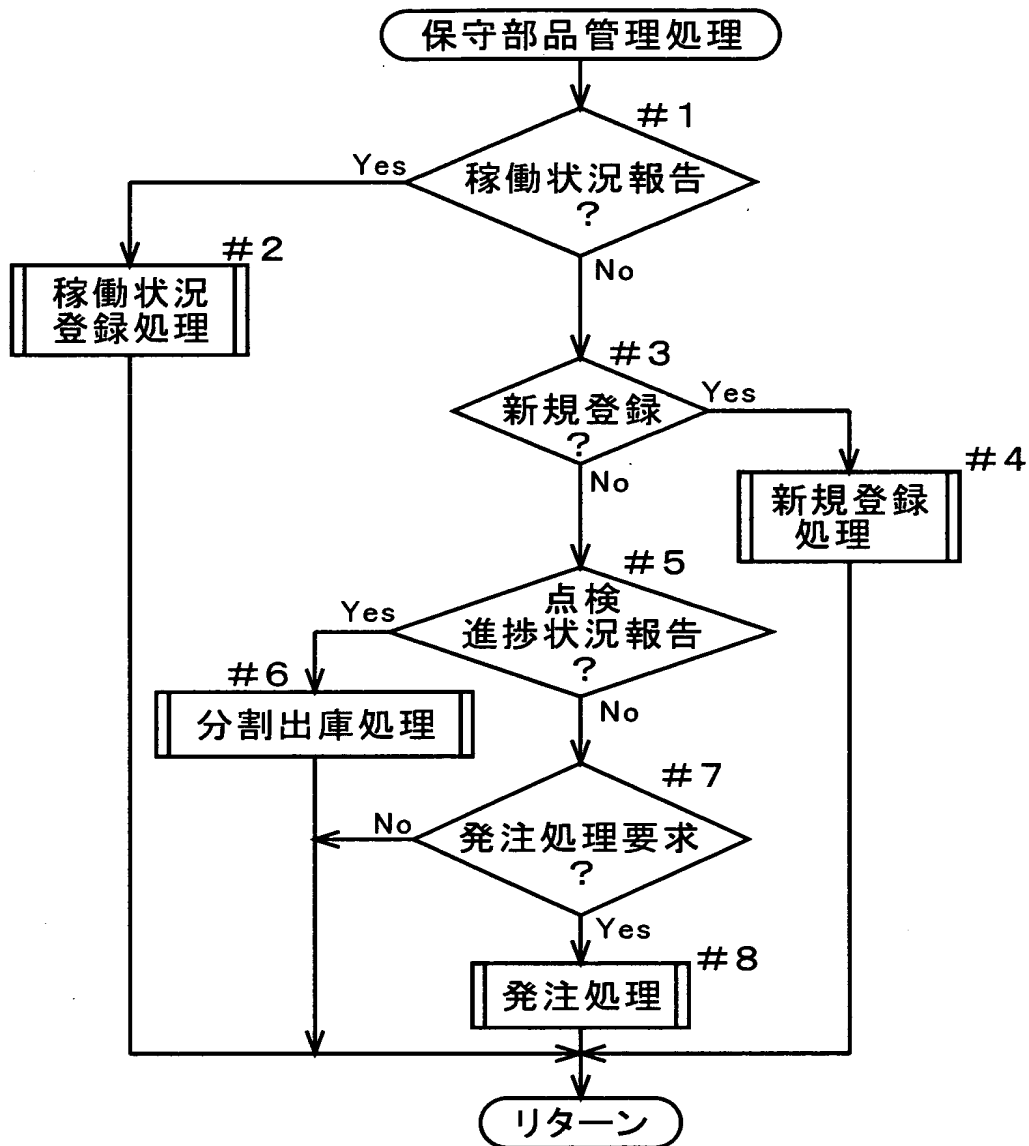 保守部品管理処理
#1
Yes
稼働状況報告
?
No
#2
稼働状況
登録処理
#3
新規登録
?
Yes
No
#4
新規登録
処理
#5
Yes
点検
進捗状況報告
?
No
#6
分割出庫処理
#7
No
発注処理要求
?
Yes
#8
発注処理
リターン